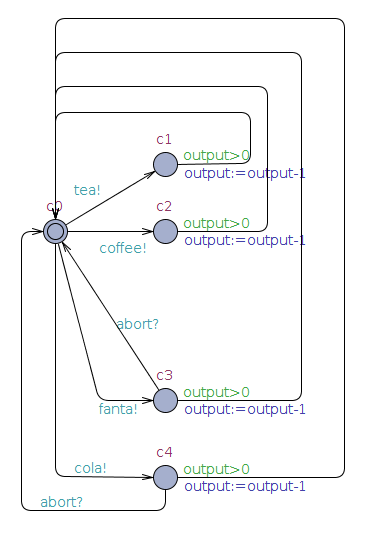 c1
output>0
output:=output-1
tea!
c0
c2
output>0
output:=output-1
coffee!
abort?
c3
output>0
output:=output-1
fanta!
c4
output>0
cola!
output:=output-1
abort?